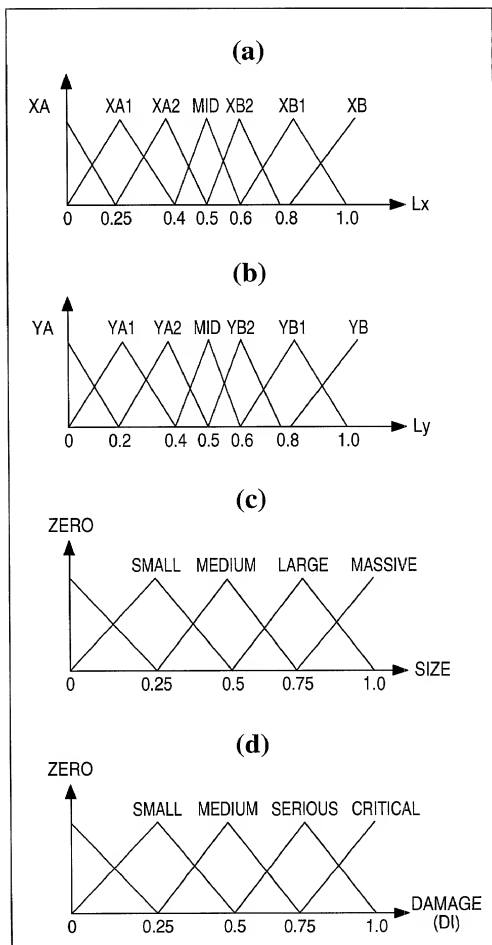 (a)
XA XA1 XA2 MID XB2 XB1 XB
0 0.25 0.4 0.5 0.6 0.8 1.0 Lx
(b)
YA YA1 YA2 MID YB2 YB1 YB
0 0.2 0.4 0.5 0.6 0.8 1.0 Ly
(c)
ZERO
SMALL MEDIUM LARGE MASSIVE
0 0.25 0.5 0.75 1.0 SIZE
(d)
ZERO
SMALL MEDIUM SERIOUS CRITICAL
0 0.25 0.5 0.75 1.0 DAMAGE
(DI)